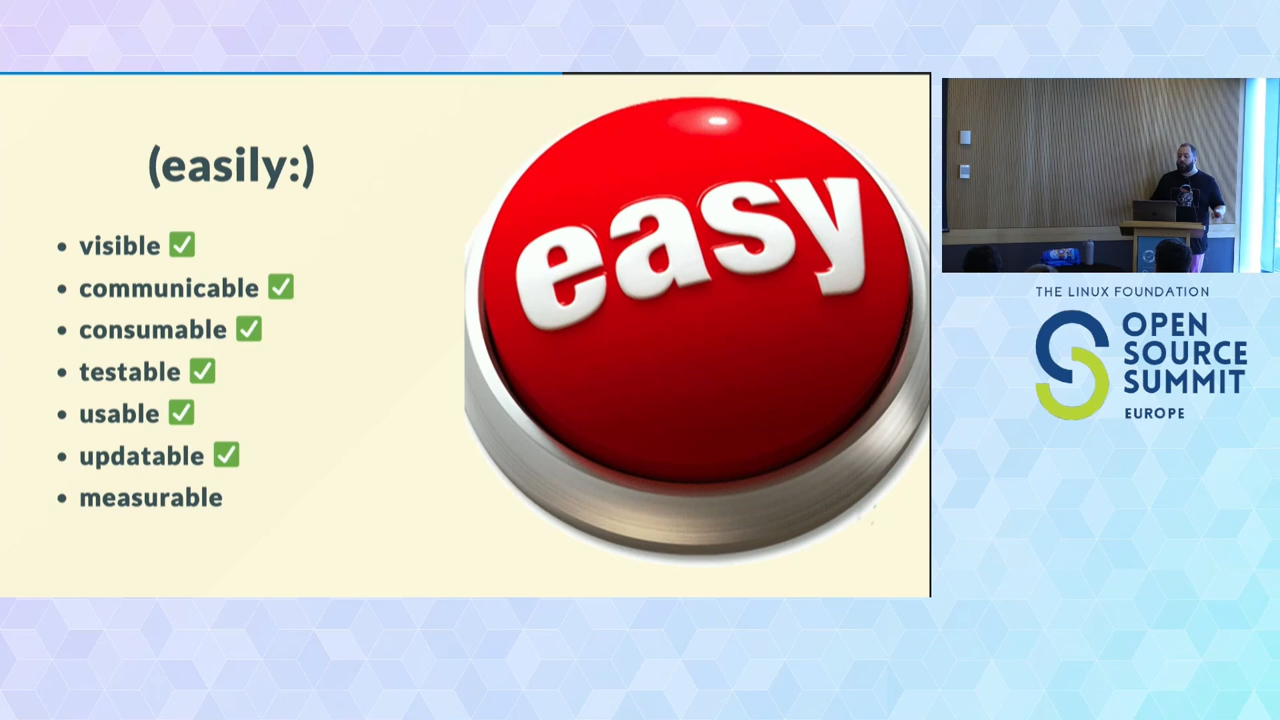 (easily:)
• visible ✅
• communicable ✅
• consumable ✅
• testable ✅
• usable ✅
• updatable ✅
• measurable
easy
THE LINUX FOUNDATION
OPEN
SOURCE
SUMMIT
EUROPE